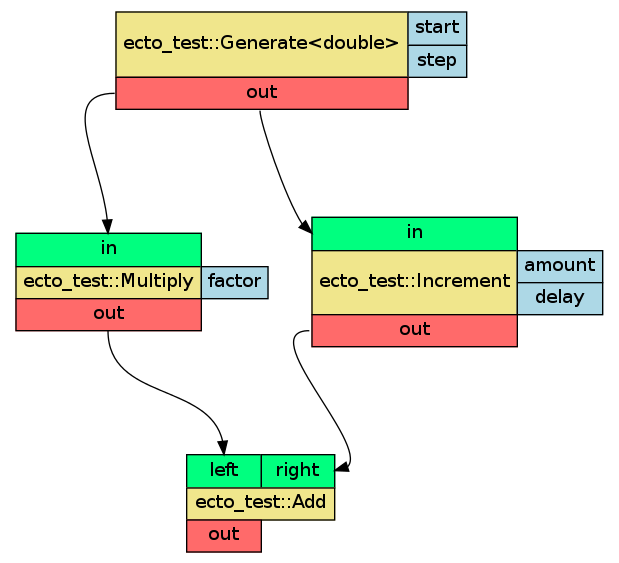 start
ecto_test::Generate<double>
step
out
in
ecto_test::Multiply factor
out
in
amount
ecto_test::Increment
delay
out
left right
ecto_test::Add
out